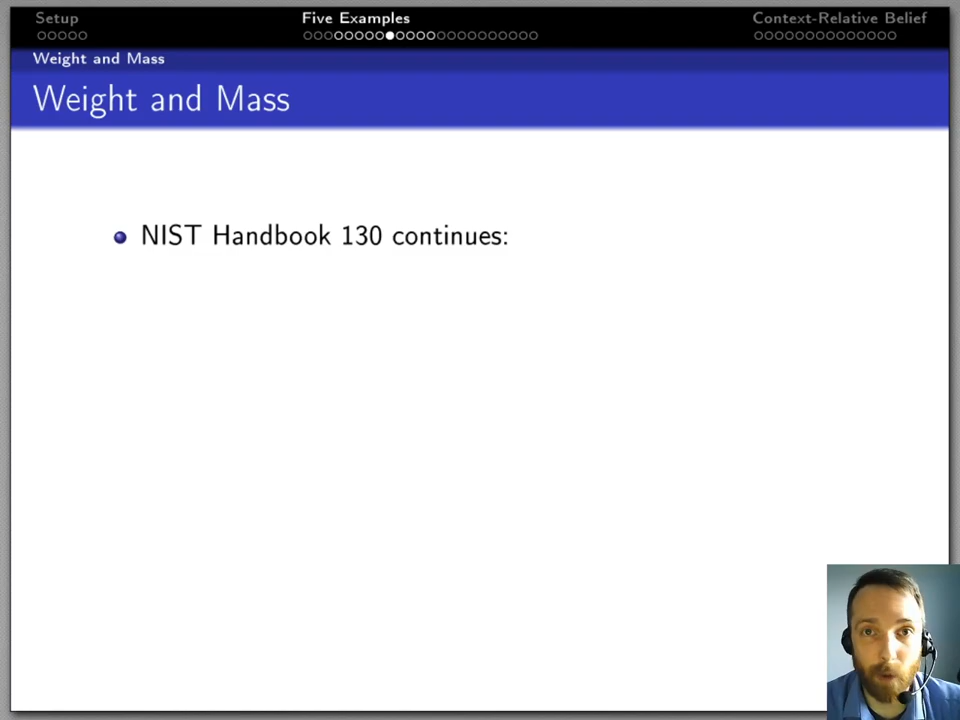 Setup Five Examples Context-Relative Belief
Weight and Mass
Weight and Mass
NIST Handbook 130 continues: